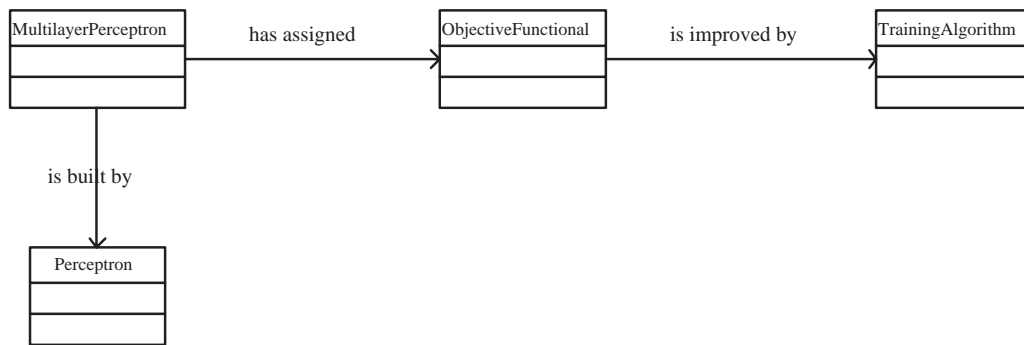 MultilayerPerceptron
has assigned
ObjectiveFunctional
is improved by
TrainingAlgorithm
is built by
Perceptron